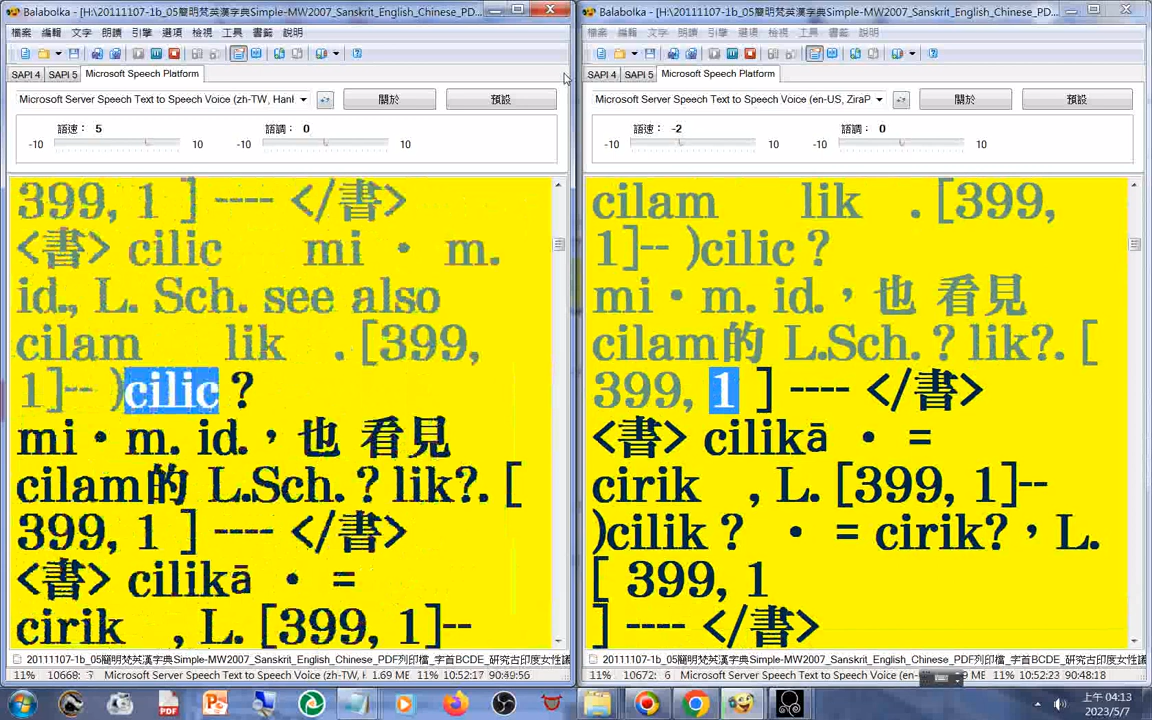 Balabolka - [H:\20111107-1b_05簡明梵英漢字典Simple-MW2007_Sanskrit_English_Chinese_PD...
檔案 編輯 文字 朗讀 引擎 選項 檢視 工具 書籤 說明
SAPI 4 SAPI 5 Microsoft Speech Platform
Microsoft Server Speech Text to Speech Voice (zh-TW, Hanl
關於
預設
語速： 5
語調： 0
-10 10 -10 10
399, 1 ] ---- </書>
<書> cilic mi • m.
id., L. Sch. see also
cilam lik . [399,
1]-- )cilic ?
mi • m. id.，也 看見
cilam的 L.Sch. ? lik?. [
399, 1 ] ---- </書>
<書> cilikā • =
cirik , L. [399, 1]--
20111107-1b_05簡明梵英漢字典Simple-MW2007_Sanskrit_English_Chinese_PDF列印檔_字首BCDE_研究古印度女性議
11% 10668: 7 Microsoft Server Speech Text to Speech Voice (zh-TW, H 1.69 ME 11% 10:52:17 90:49:56
Balabolka - [H:\20111107-1b_05簡明梵英漢字典Simple-MW2007_Sanskrit_English_Chinese_PD...
檔案 編輯 文字 朗讀 引擎 選項 檢視 工具 書籤 說明
SAPI 4 SAPI 5 Microsoft Speech Platform
Microsoft Server Speech Text to Speech Voice (en-US, ZiraP
關於
預設
語速： -2
語調： 0
-10 10 -10 10
cilam lik . [399,
1]-- )cilic ?
mi • m. id.，也 看見
cilam的 L.Sch. ? lik?. [
399, 1 ] ---- </書>
<書> cilikā • =
cirik , L. [399, 1]--
)cilik ? • = cirik?，L.
[ 399, 1
] ---- </書>
20111107-1b_05簡明梵英漢字典Simple-MW2007_Sanskrit_English_Chinese_PDF列印檔_字首BCDE_研究古印度女性議
11% 10672: 6 Microsoft Server Speech Text to Speech Voice (en-US, 11% 10:52:23 90:48:18
上午 04:13
2023/5/7